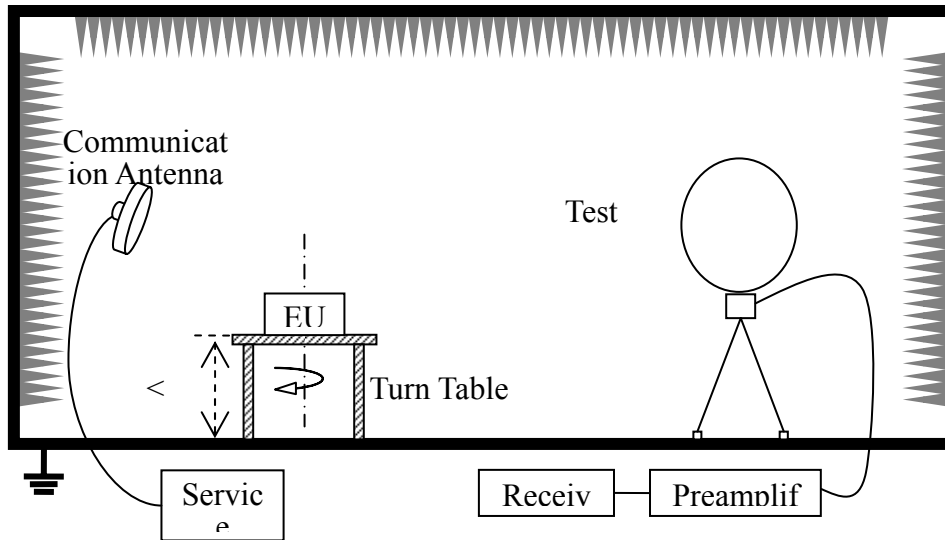 Communicat
ion Antenna
Test
EU
<
Turn Table
Servic
e
Receiv
Preamplif